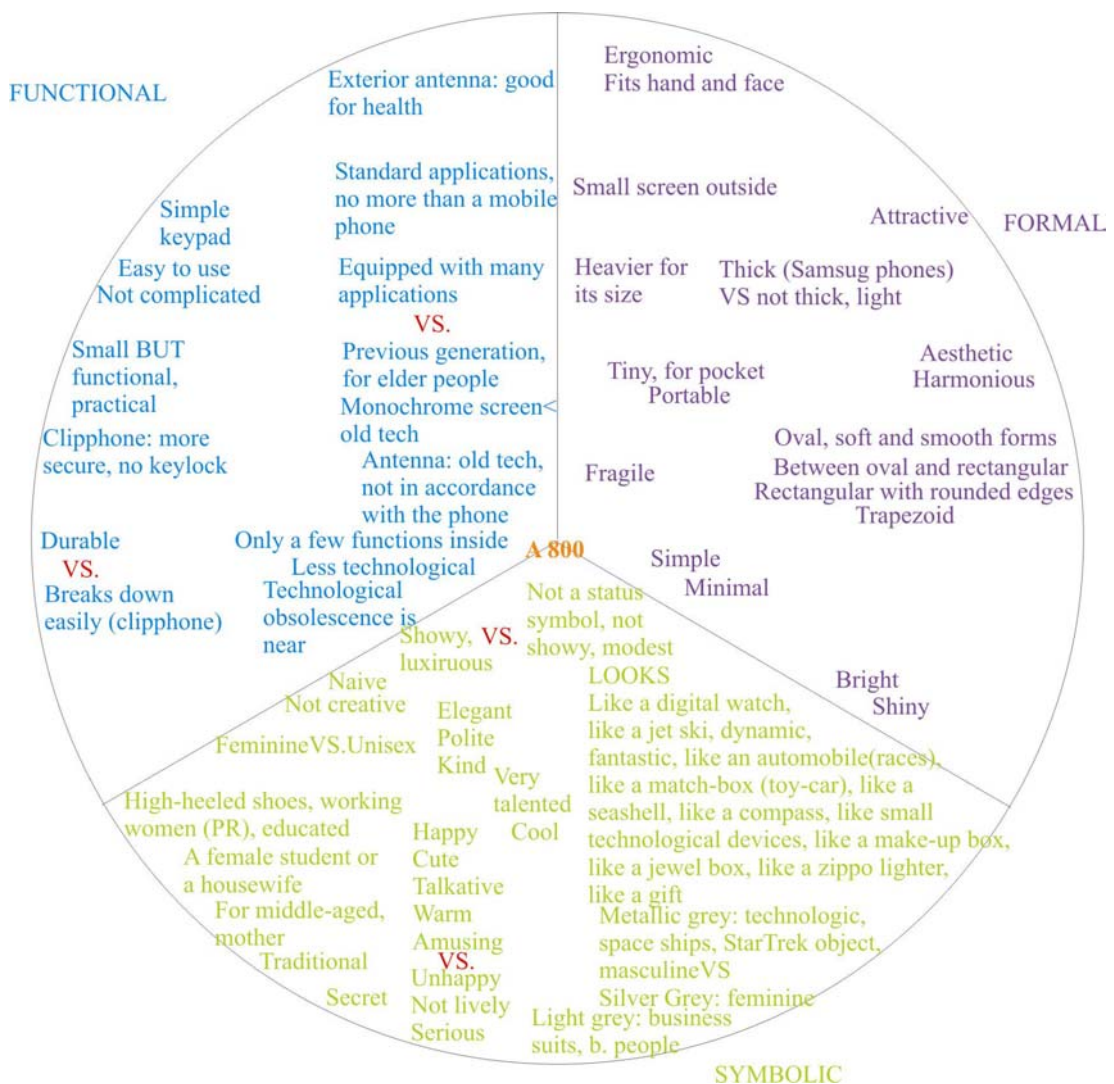 FUNCTIONAL
Exterior antenna: good
for health
Standard applications,
no more than a mobile
phone
Simple
keypad
Easy to use
Not complicated
Equipped with many
applications
VS.
Previous generation,
for elder people
Monochrome screen<
old tech
Antenna: old tech,
not in accordance
with the phone
Small BUT
functional,
practical
Clipphone: more
secure, no keylock
Durable
VS.
Breaks down
easily (clipphone)
Only a few functions inside
Less technological
Technological
obsolescence is
near
FORMAL
Ergonomic
Fits hand and face
Small screen outside
Attractive
Heavier for
its size
Thick (Samsug phones)
VS not thick, light
Tiny, for pocket
Portable
Aesthetic
Harmonious
Oval, soft and smooth forms
Between oval and rectangular
Rectangular with rounded edges
Trapezoid
Fragile
Simple
Minimal
Bright
Shiny
A 800
Showy, VS.
luxiruous
Not a status
symbol, not
showy, modest
Naive
Not creative
FeminineVS.Unisex
Elegant
Polite
Kind
Very
talented
Cool
High-heeled shoes, working
women (PR), educated
A female student or
a housewife
For middle-aged,
mother
Traditional
Secret
Happy
Cute
Talkative
Warm
Amusing
VS.
Unhappy
Not lively
Serious
LOOKS
Like a digital watch,
like a jet ski, dynamic,
fantastic, like an automobile(races),
like a match-box (toy-car), like a
seashell, like a compass, like small
technological devices, like a make-up box,
like a jewel box, like a zippo lighter,
like a gift
Metallic grey: technologic,
space ships, StarTrek object,
masculineVS
Silver Grey: feminine
Light grey: business
suits, b. people
SYMBOLIC